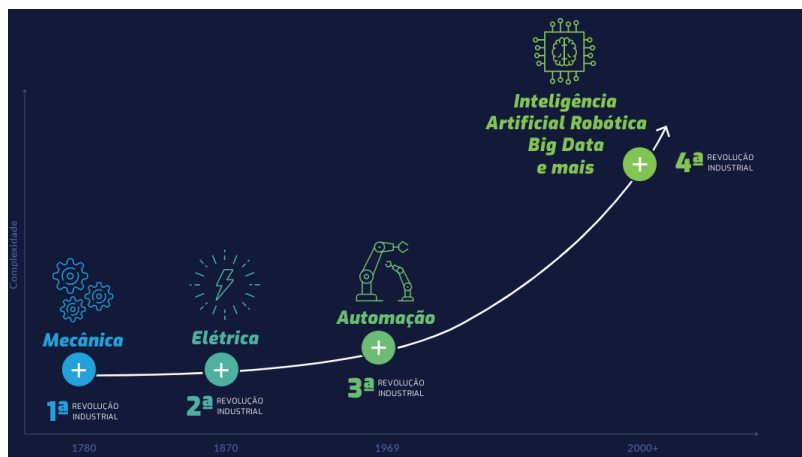 Inteligência
Artificial Robótica
Big Data
e mais
4ª REVOLUÇÃO
INDUSTRIAL
Complexidade
Automação
Elétrica
Mecânica
3ª REVOLUÇÃO
INDUSTRIAL
2ª REVOLUÇÃO
INDUSTRIAL
1ª REVOLUÇÃO
INDUSTRIAL
1780
1870
1969
2000+